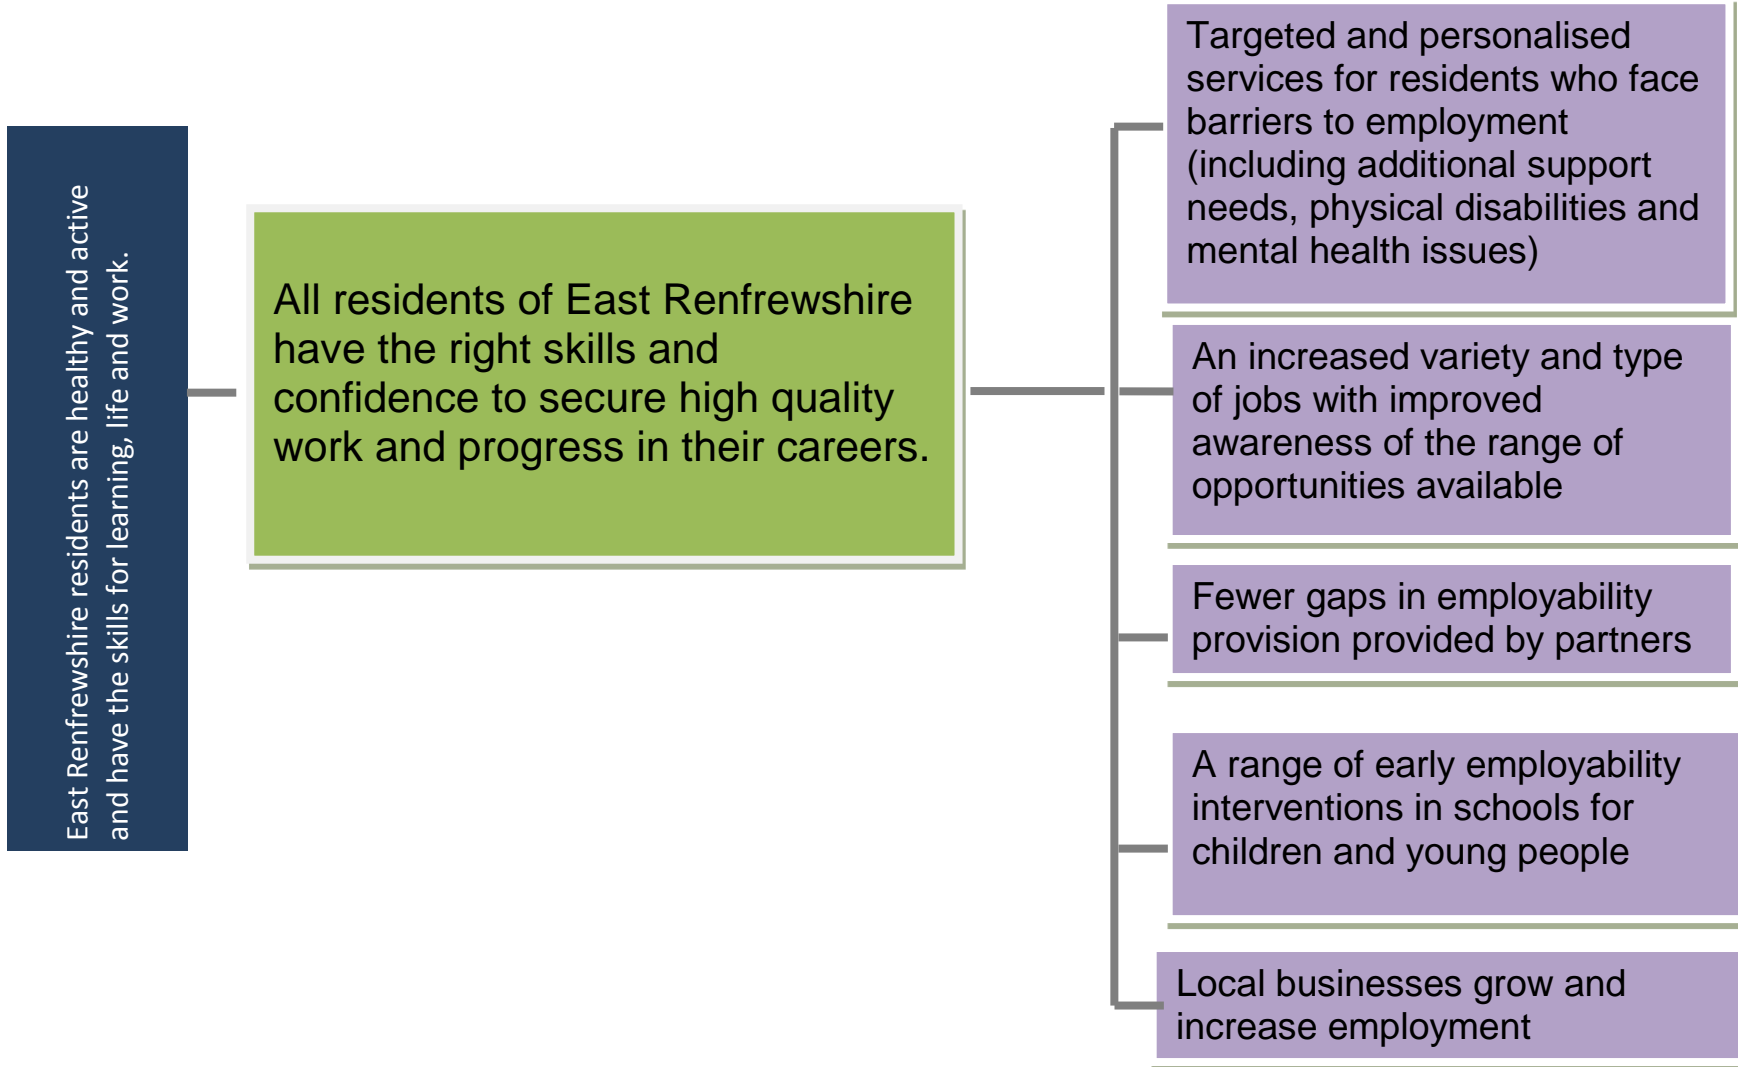 East Renfrewshire residents are healthy and active
and have the skills for learning, life and work.
All residents of East Renfrewshire
have the right skills and
confidence to secure high quality
work and progress in their careers.
Targeted and personalised
services for residents who face
barriers to employment
(including additional support
needs, physical disabilities and
mental health issues)
An increased variety and type
of jobs with improved
awareness of the range of
opportunities available
Fewer gaps in employability
provision provided by partners
A range of early employability
interventions in schools for
children and young people
Local businesses grow and
increase employment